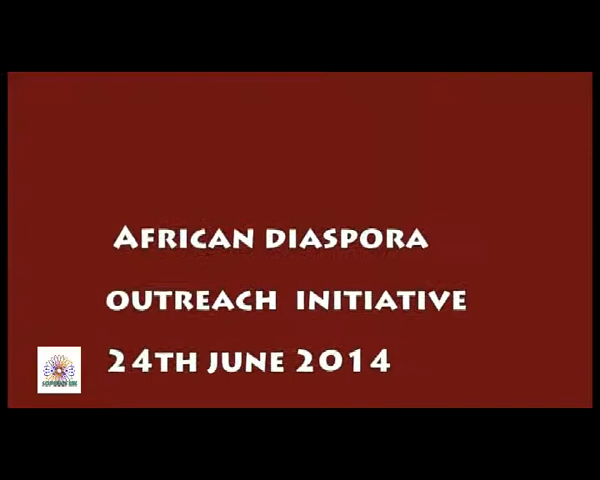 AFRICAN DIASPORA
OUTREACH INITIATIVE
24TH JUNE 2014